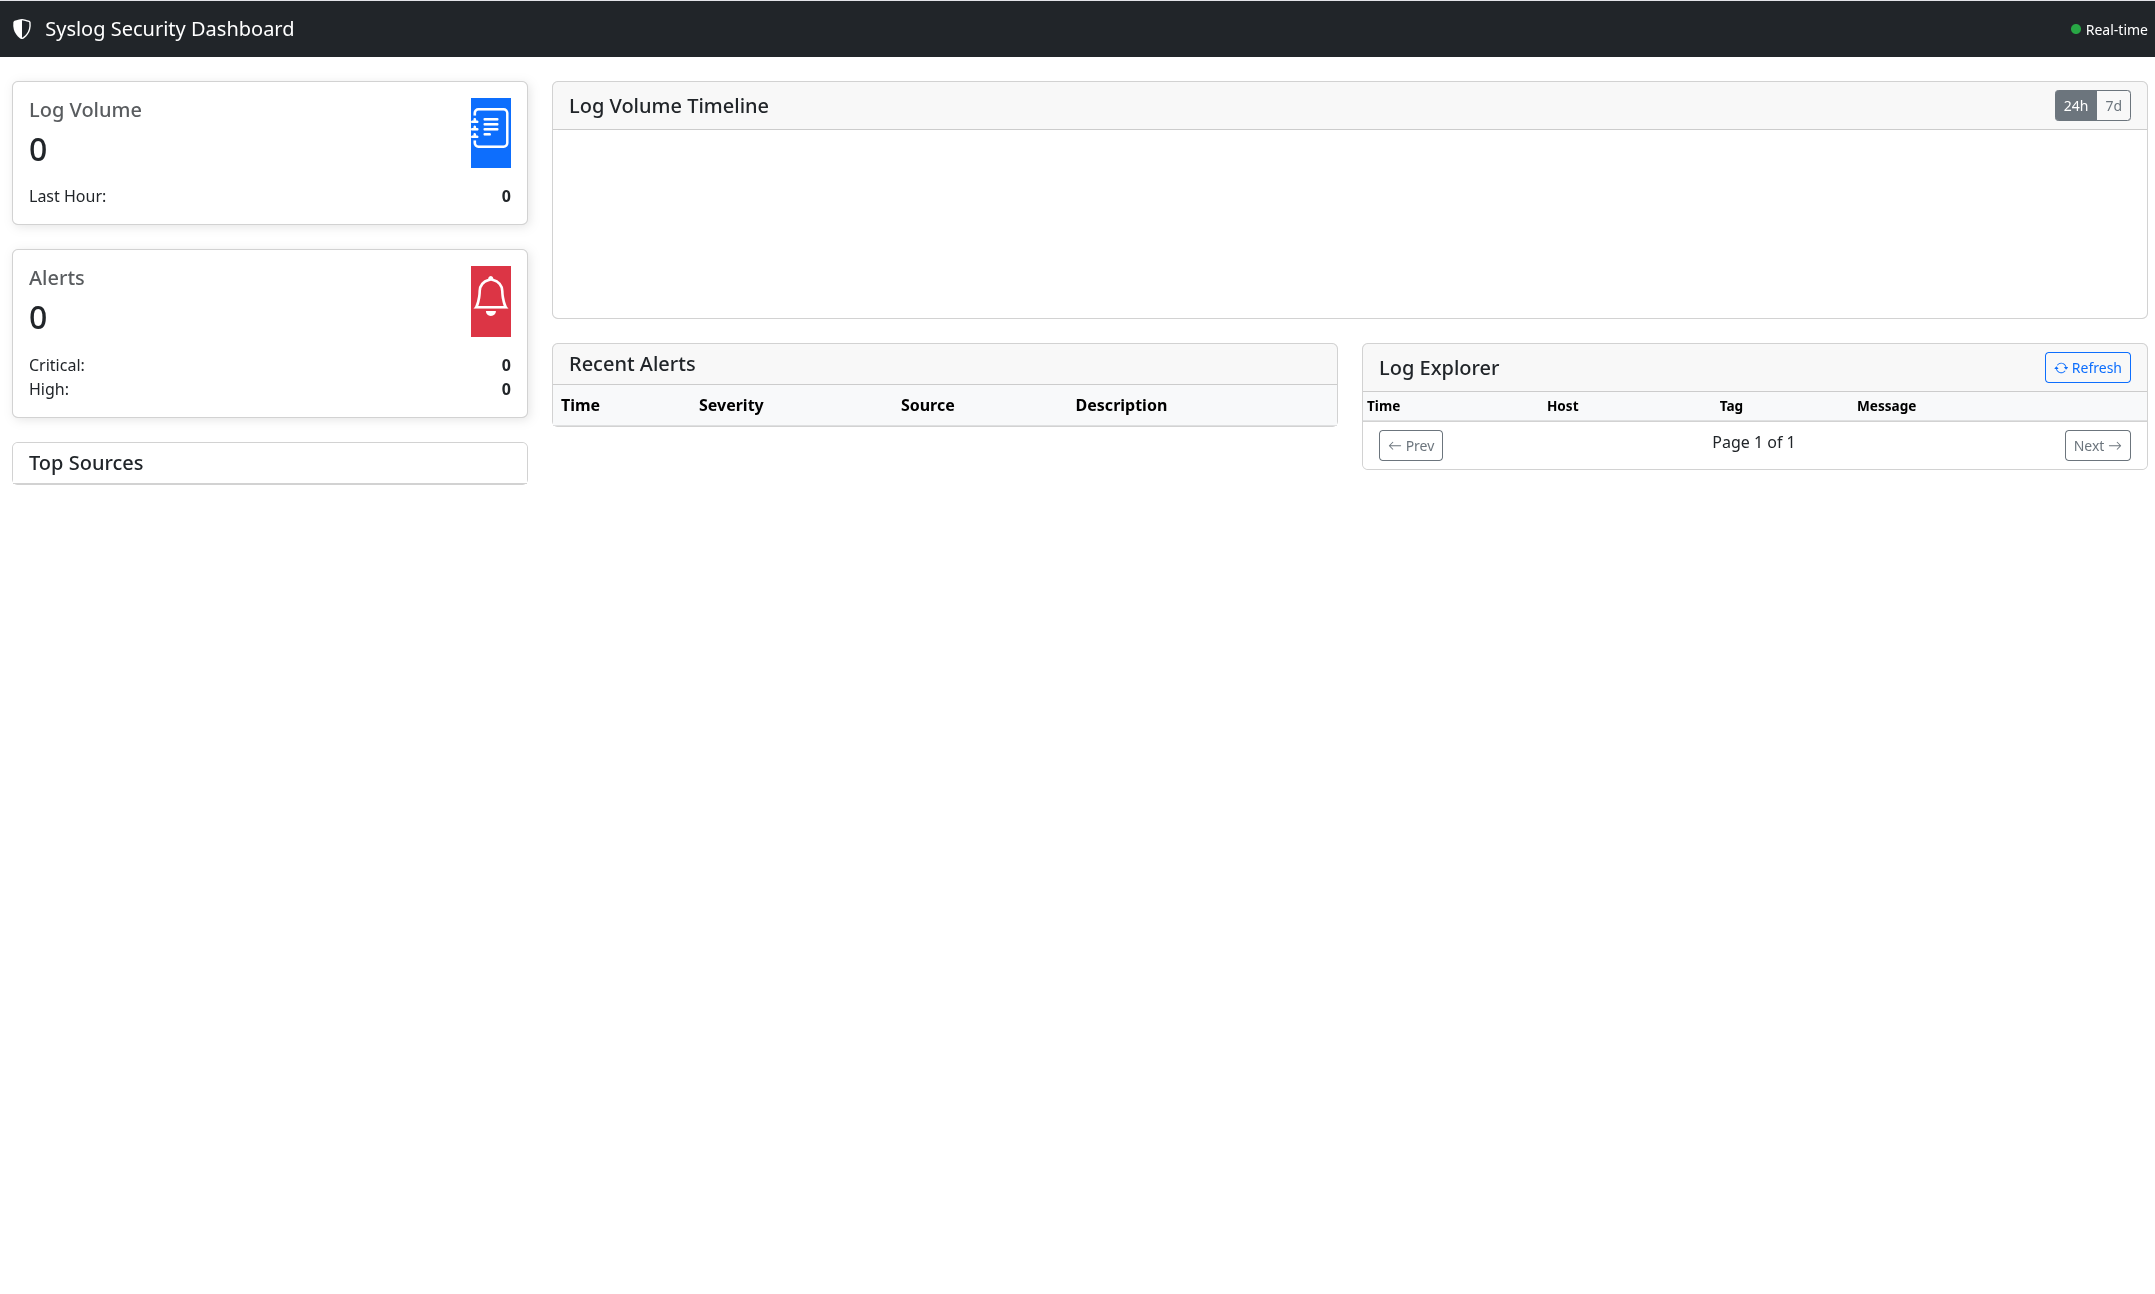 Syslog Security Dashboard
Real-time
Log Volume
0
Last Hour: 0
Alerts
0
Critical: 0
High: 0
Top Sources
Log Volume Timeline
24h 7d
Recent Alerts
Time Severity Source Description
Log Explorer
Refresh
Time Host Tag Message
← Prev Page 1 of 1 Next →